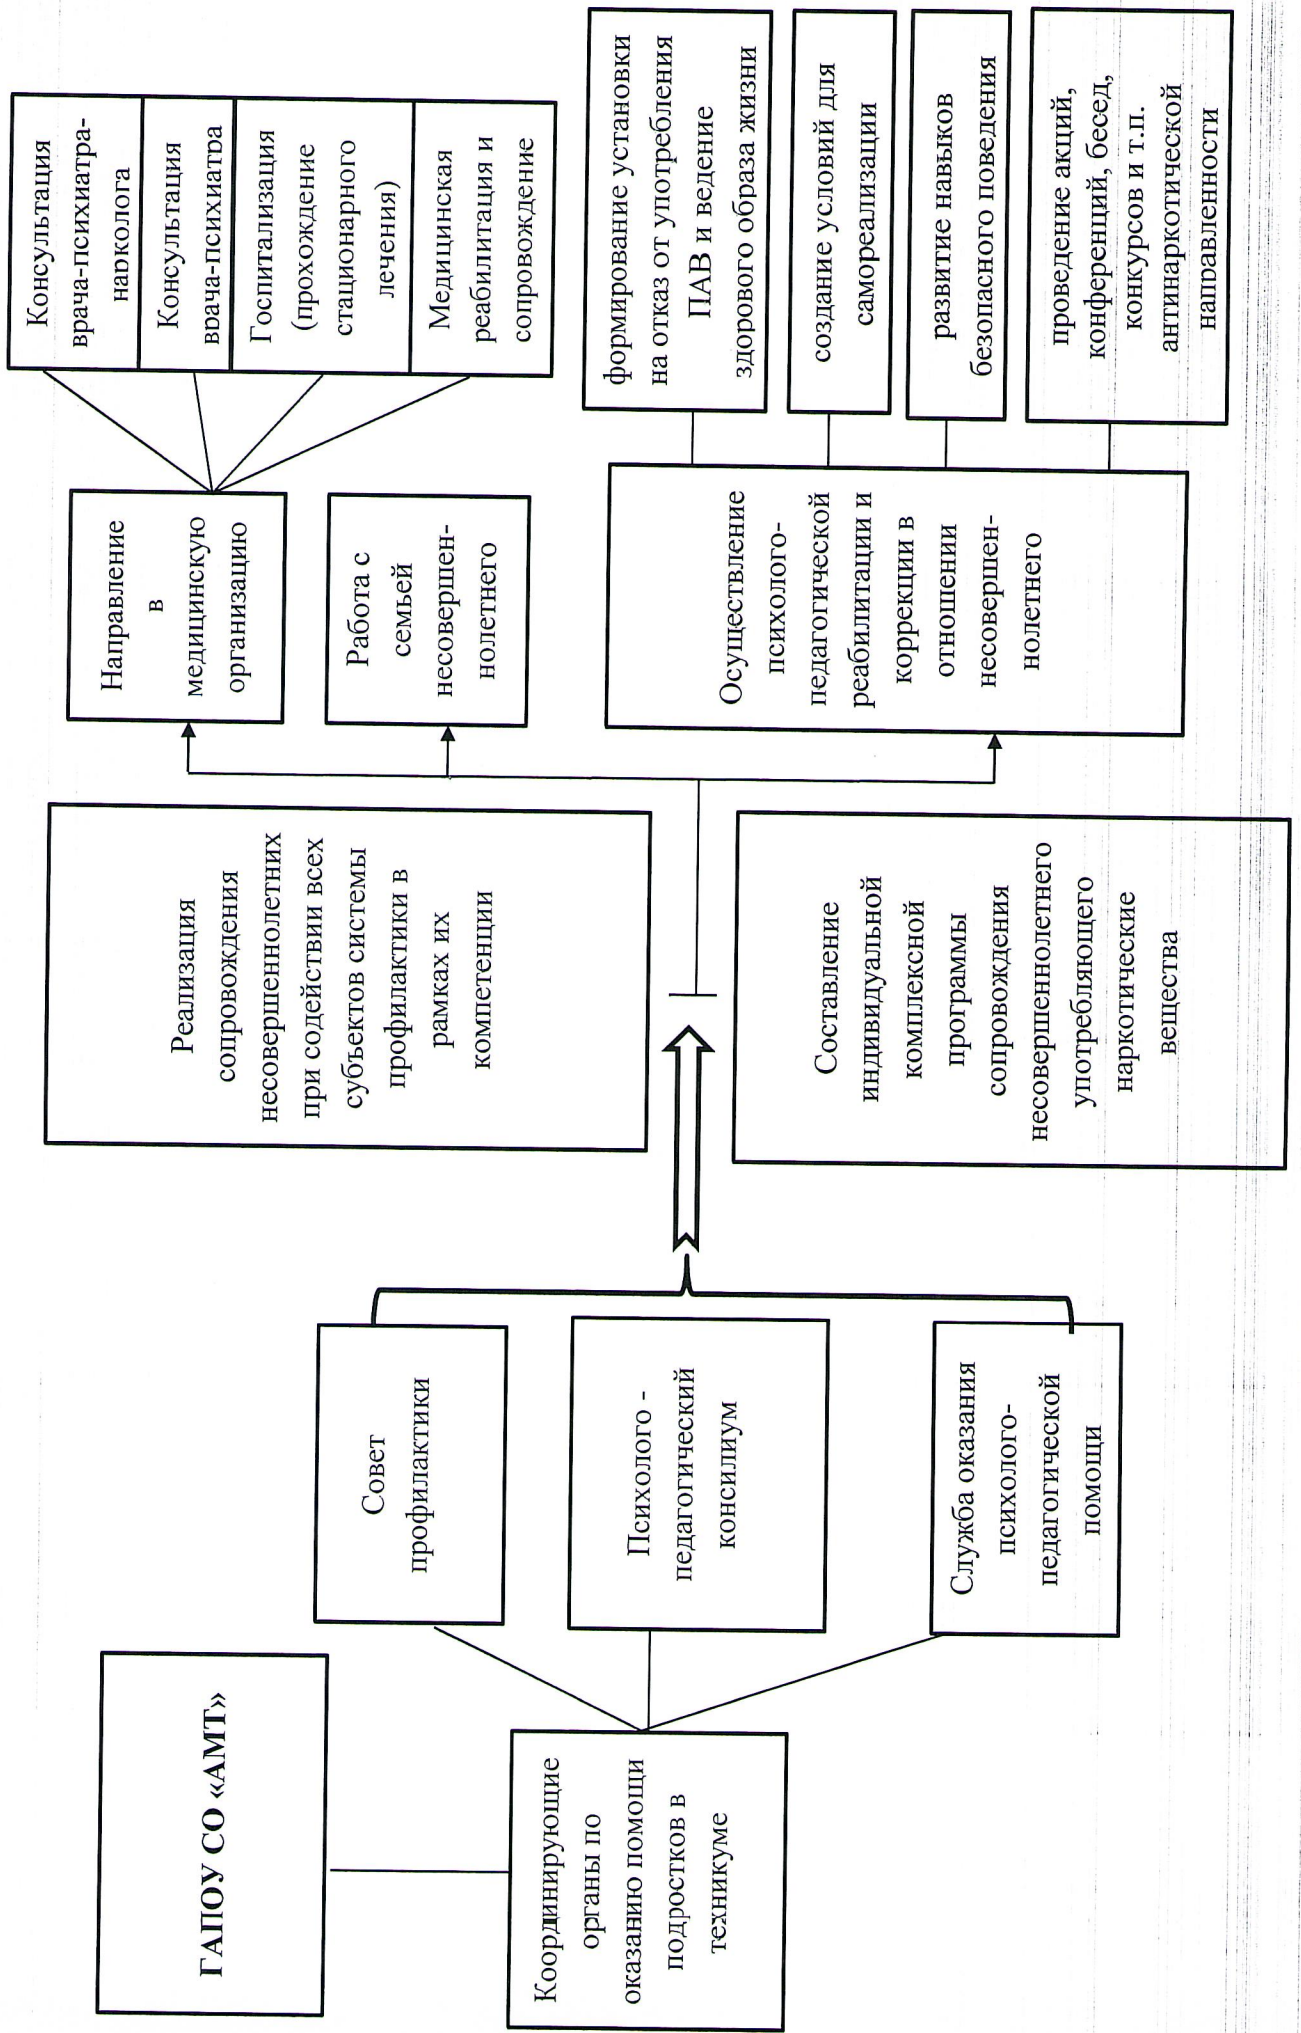 ГАПОУ СО «АМТ»
Координирующие
органы по
оказанию помощи
подростков в
техникуме
Совет
профилактики
Психолого -
педагогический
консилиум
Служба оказания
психолого-
педагогической
помощи
Реализация
сопровождения
несовершеннолетних
при содействии всех
субъектов системы
профилактики в
рамках их
компетенции
Составление
индивидуальной
комплексной
программы
сопровождения
несовершеннолетнего
употребляющего
наркотические
вещества
Направление
в
медицинскую
организацию
Работа с
семьей
несовершен-
нолетнего
Осуществление
психолого-
педагогической
реабилитации и
коррекции в
отношении
несовершен-
нолетнего
Консультация
врача-психиатра-
нарколога
Консультация
врача-психиатра
Госпитализация
(прохождение
стационарного
лечения)
Медицинская
реабилитация и
сопровождение
формирование установки
на отказ от употребления
ПАВ и ведение
здорового образа жизни
создание условий для
самореализации
развитие навыков
безопасного поведения
проведение акций,
конференций, бесед,
конкурсов и т.п.
антинаркотической
направленности